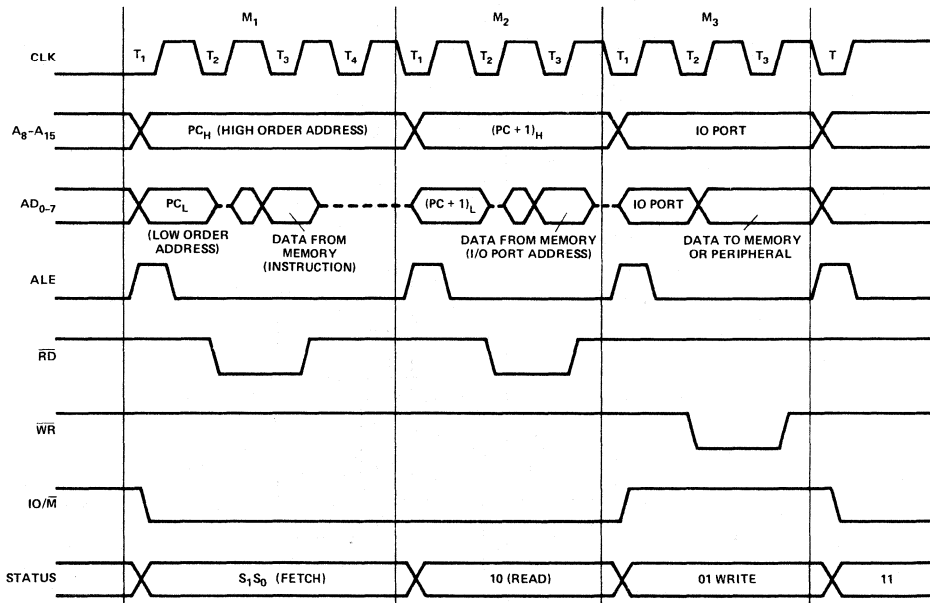 M1 M2 M3
CLK T1 T2 T3 T4 T1 T2 T3 T1 T2 T3 T
A8-A15 PCH (HIGH ORDER ADDRESS) (PC + 1)H IO PORT
AD0-7 PCL (PC + 1)L IO PORT
(LOW ORDER ADDRESS)
DATA FROM MEMORY (INSTRUCTION)
DATA FROM MEMORY (I/O PORT ADDRESS)
DATA TO MEMORY OR PERIPHERAL
ALE
RD
WR
IO/M
STATUS S1S0 (FETCH) 10 (READ) 01 WRITE 11